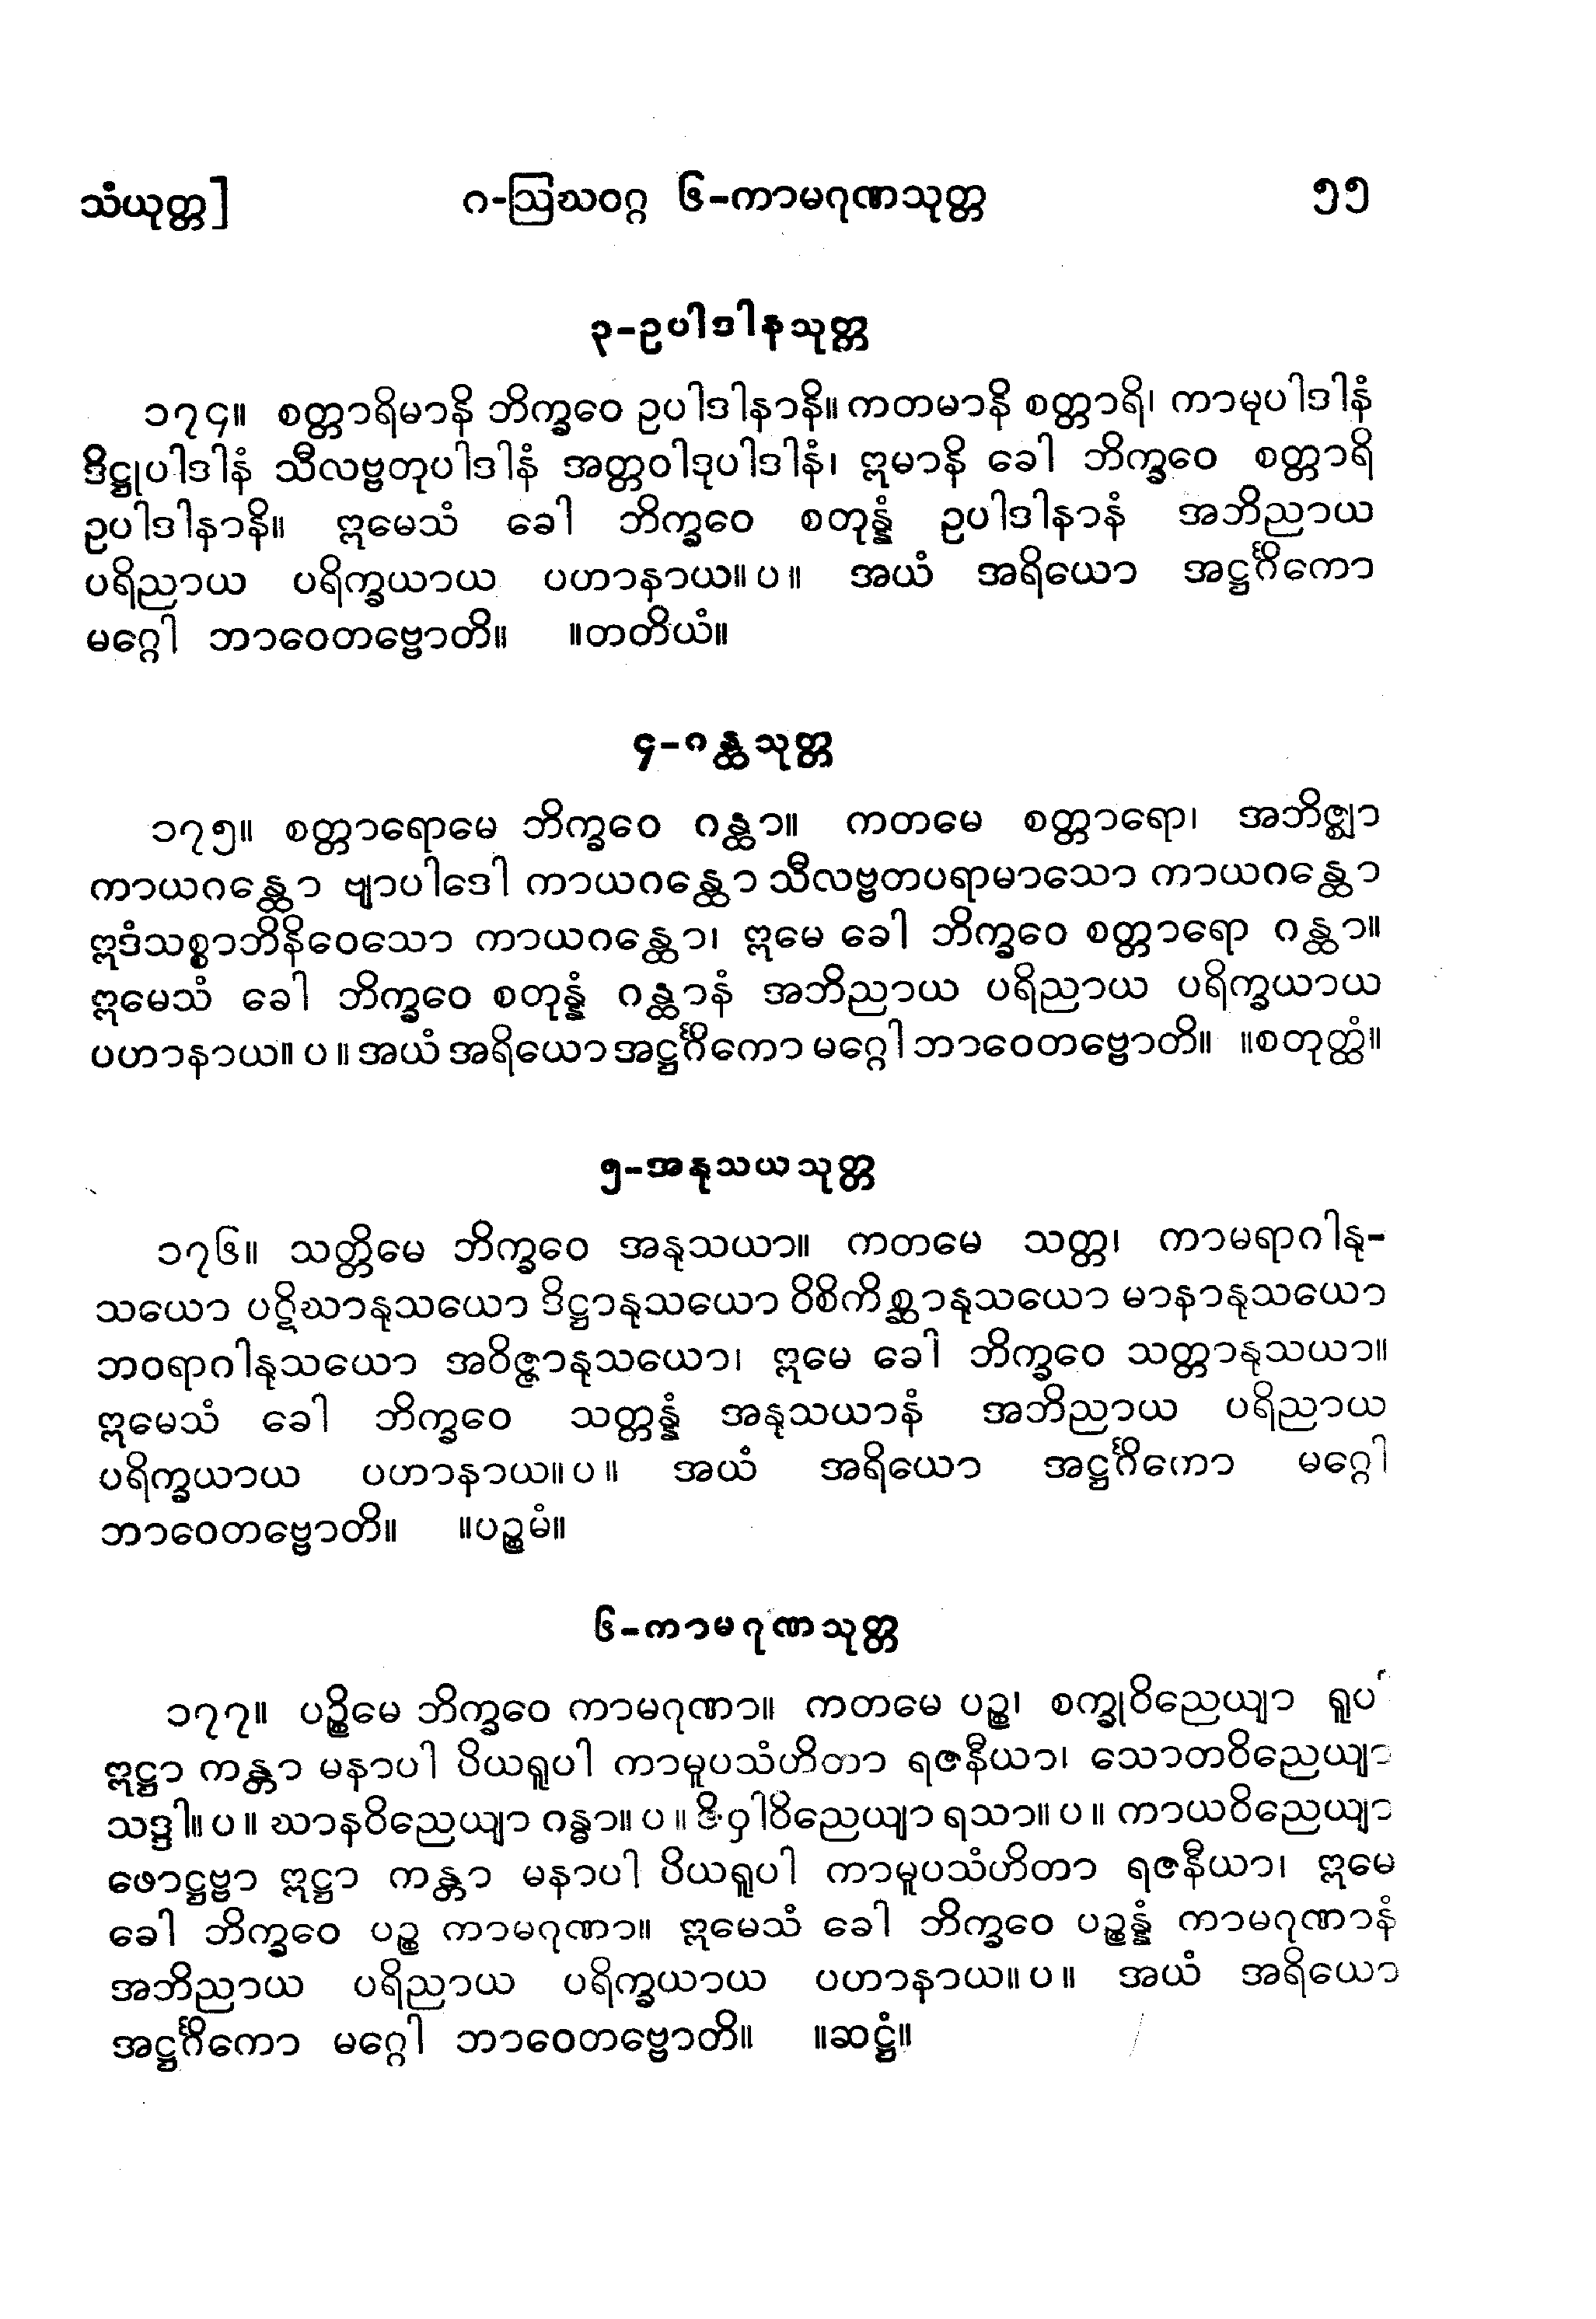 သံယုတ္တ] ဂ-ဩဃဝဂ္ဂ ၆-ကာမဂုဏသုတ္တ ၅၅
၃-ဥပါဒါနသုတ္တ
၁၇၄။ စတ္တာရိမာနိ ဘိက္ခဝေ ဥပါဒါနာနိ။ ကတမာနိ စတ္တာရိ၊ ကာမုပါဒါနံ
ဒိဋ္ဌုပါဒါနံ သီလဗ္ဗတုပါဒါနံ အတ္တဝါဒုပါဒါနံ၊ ဣမာနိ ခေါ ဘိက္ခဝေ စတ္တာရိ
ဥပါဒါနာနိ။ ဣမေသံ ခေါ ဘိက္ခဝေ စတုန္နံ ဥပါဒါနာနံ အဘိညာယ
ပရိညာယ ပရိက္ခယာယ ပဟာနာယ။ ပ ။ အယံ အရိယော အဋ္ဌင်္ဂိကော
မဂ္ဂေါ ဘာဝေတဗ္ဗောတိ။ ။တတိယံ။
၄-ဂန္ထသုတ္တ
၁၇၅။ စတ္တာရောမေ ဘိက္ခဝေ ဂန္ထာ။ ကတမေ စတ္တာရော၊ အဘိဇ္ဈာ
ကာယဂန္ထော ဗျာပါဒေါ ကာယဂန္ထော သီလဗ္ဗတပရာမာသော ကာယဂန္ထော
ဣဒံသစ္စာဘိနိဝေသော ကာယဂန္ထော၊ ဣမေ ခေါ ဘိက္ခဝေ စတ္တာရော ဂန္ထာ။
ဣမေသံ ခေါ ဘိက္ခဝေ စတုန္နံ ဂန္ထာနံ အဘိညာယ ပရိညာယ ပရိက္ခယာယ
ပဟာနာယ။ ပ ။ အယံ အရိယော အဋ္ဌင်္ဂိကော မဂ္ဂေါ ဘာဝေတဗ္ဗောတိ။ ။စတုတ္ထံ။
၅-အနုသယသုတ္တ
၁၇၆။ သတ္တိမေ ဘိက္ခဝေ အနုသယာ။ ကတမေ သတ္တ၊ ကာမရာဂါနု-
သယော ပဋိဃာနုသယော ဒိဋ္ဌာနုသယော ဝိစိကိစ္ဆာနုသယော မာနာနုသယော
ဘဝရာဂါနုသယော အဝိဇ္ဇာနုသယော၊ ဣမေ ခေါ ဘိက္ခဝေ သတ္တာနုသယာ။
ဣမေသံ ခေါ ဘိက္ခဝေ သတ္တန္နံ အနုသယာနံ အဘိညာယ ပရိညာယ
ပရိက္ခယာယ ပဟာနာယ။ ပ ။ အယံ အရိယော အဋ္ဌင်္ဂိကော မဂ္ဂေါ
ဘာဝေတဗ္ဗောတိ။ ။ပဉ္စမံ။
၆-ကာမဂုဏသုတ္တ
၁၇၇။ ပဉ္စိမေ ဘိက္ခဝေ ကာမဂုဏာ။ ကတမေ ပဉ္စ၊ စက္ခုဝိညေယျာ ရူပါ
ဣဋ္ဌာ ကန္တာ မနာပါ ပိယရူပါ ကာမူပသံဟိတာ ရဇနီယာ၊ သောတဝိညေယျာ
သဒ္ဒါ။ ပ ။ ဃာနဝိညေယျာ ဂန္ဓာ။ ပ ။ ဇိဝှါဝိညေယျာ ရသာ။ ပ ။ ကာယဝိညေယျာ
ဖောဋ္ဌဗ္ဗာ ဣဋ္ဌာ ကန္တာ မနာပါ ပိယရူပါ ကာမူပသံဟိတာ ရဇနီယာ၊ ဣမေ
ခေါ ဘိက္ခဝေ ပဉ္စ ကာမဂုဏာ။ ဣမေသံ ခေါ ဘိက္ခဝေ ပဉ္စန္နံ ကာမဂုဏာနံ
အဘိညာယ ပရိညာယ ပရိက္ခယာယ ပဟာနာယ။ ပ ။ အယံ အရိယော
အဋ္ဌင်္ဂိကော မဂ္ဂေါ ဘာဝေတဗ္ဗောတိ။ ။ဆဋ္ဌံ။